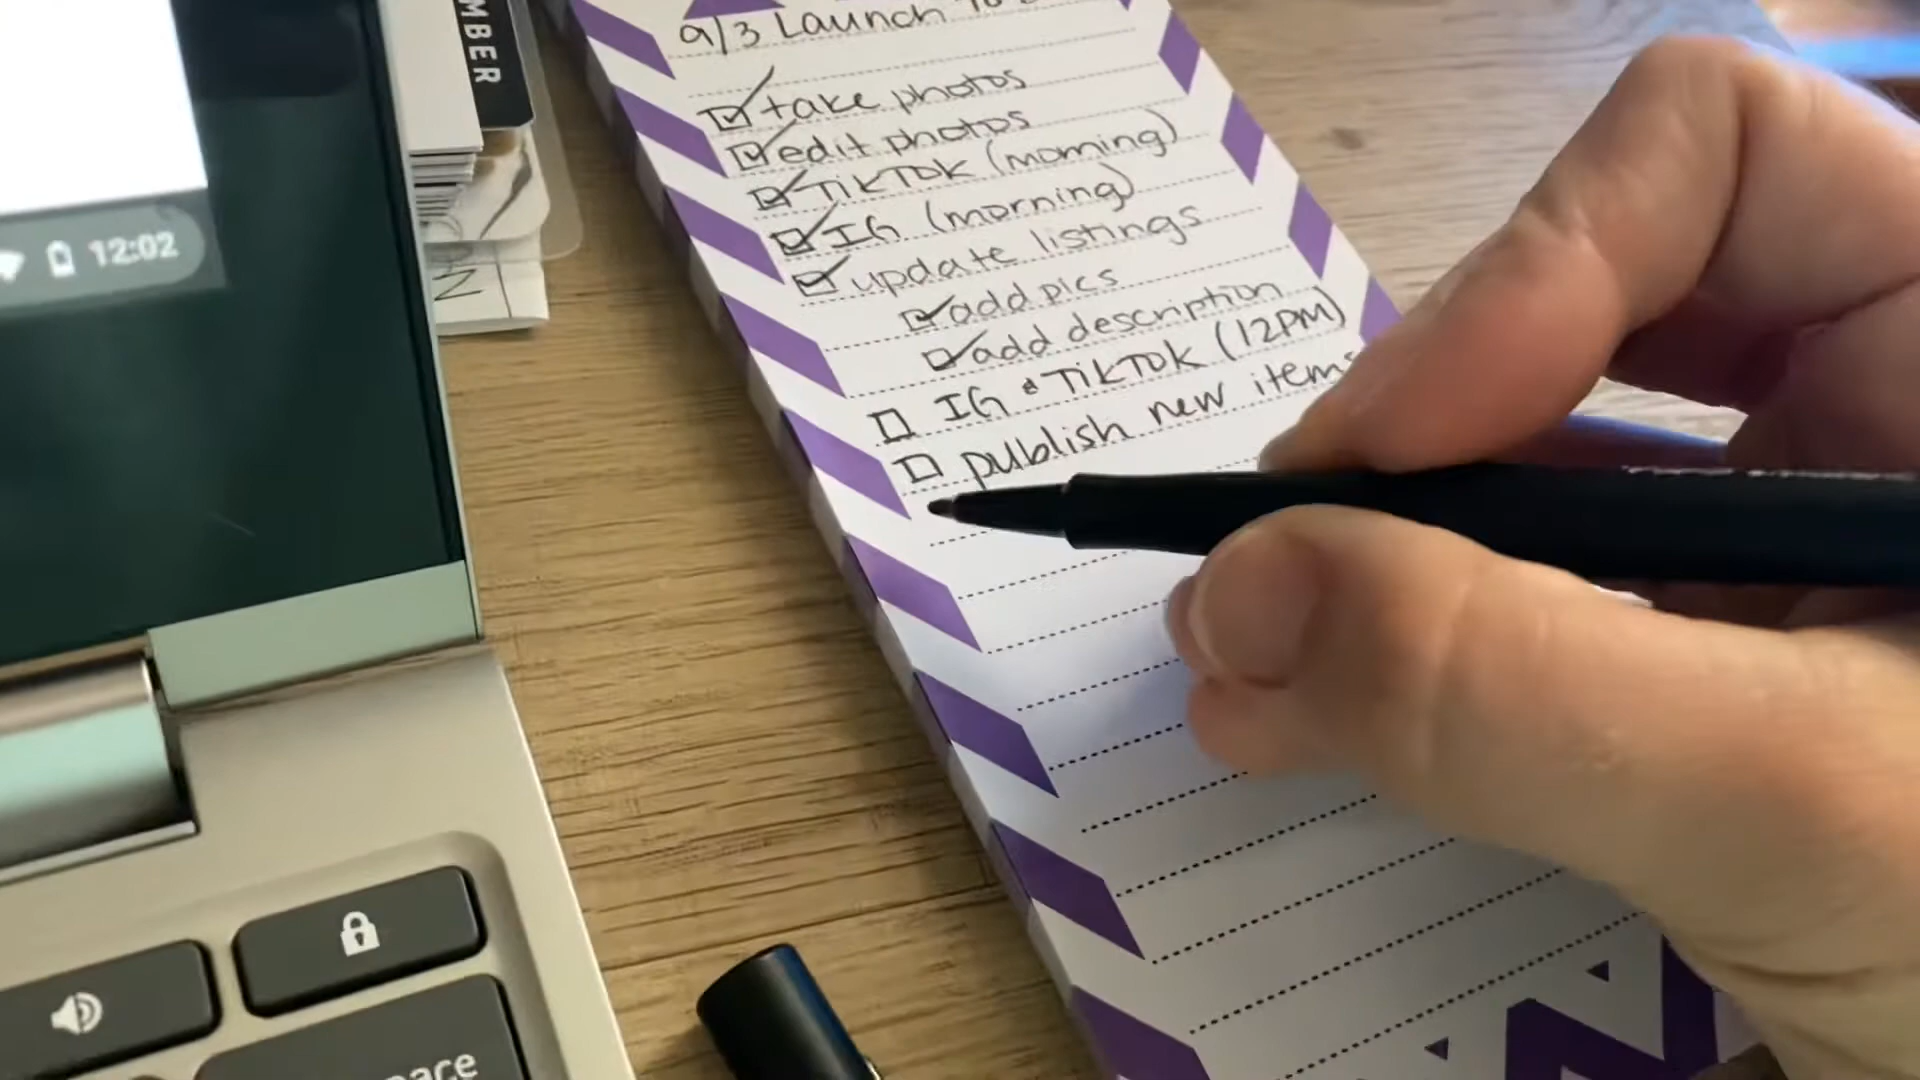 MBER
12:02
9/3 Launch To
take photos
edit photos
TikTok (morning)
IG (morning)
update listings
add pics
add description
IG & TikTok (12PM)
publish new items